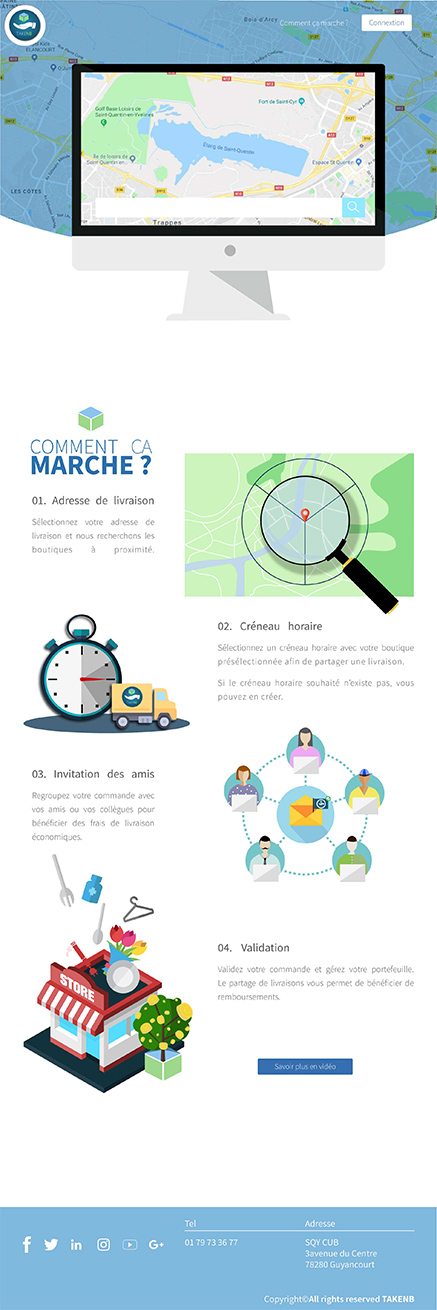 Bois d'Arcy
Comment ça marche ?
Connexion
TAKENB
ÉLANCOURT
Golf Base Loisirs de
Saint-Quentin-en-Yvelines
Fort de Saint-Cyr
Étang de Saint-Quentin
Île de loisirs de
Saint-Quentin
Espace St Quentin
LES CÔTES
Trappes
COMMENT ÇA
MARCHE ?
01. Adresse de livraison
Sélectionnez votre adresse de
livraison et nous recherchons les
boutiques à proximité.
02. Créneau horaire
Sélectionnez un créneau horaire avec votre boutique
présélectionnée afin de partager une livraison.
Si le créneau horaire souhaité n'existe pas, vous
pouvez en créer.
03. Invitation des amis
Regroupez votre commande avec
vos amis ou vos collègues pour
bénéficier des frais de livraison
économiques.
STORE
04. Validation
Validez votre commande et gérez votre portefeuille.
Le partage de livraisons vous permet de bénéficier de
remboursements.
Savoir plus en vidéo
Tel
Adresse
01 79 73 36 77
SQY CUB
3avenue du Centre
78280 Guyancourt
Copyright©All rights reserved TAKENB